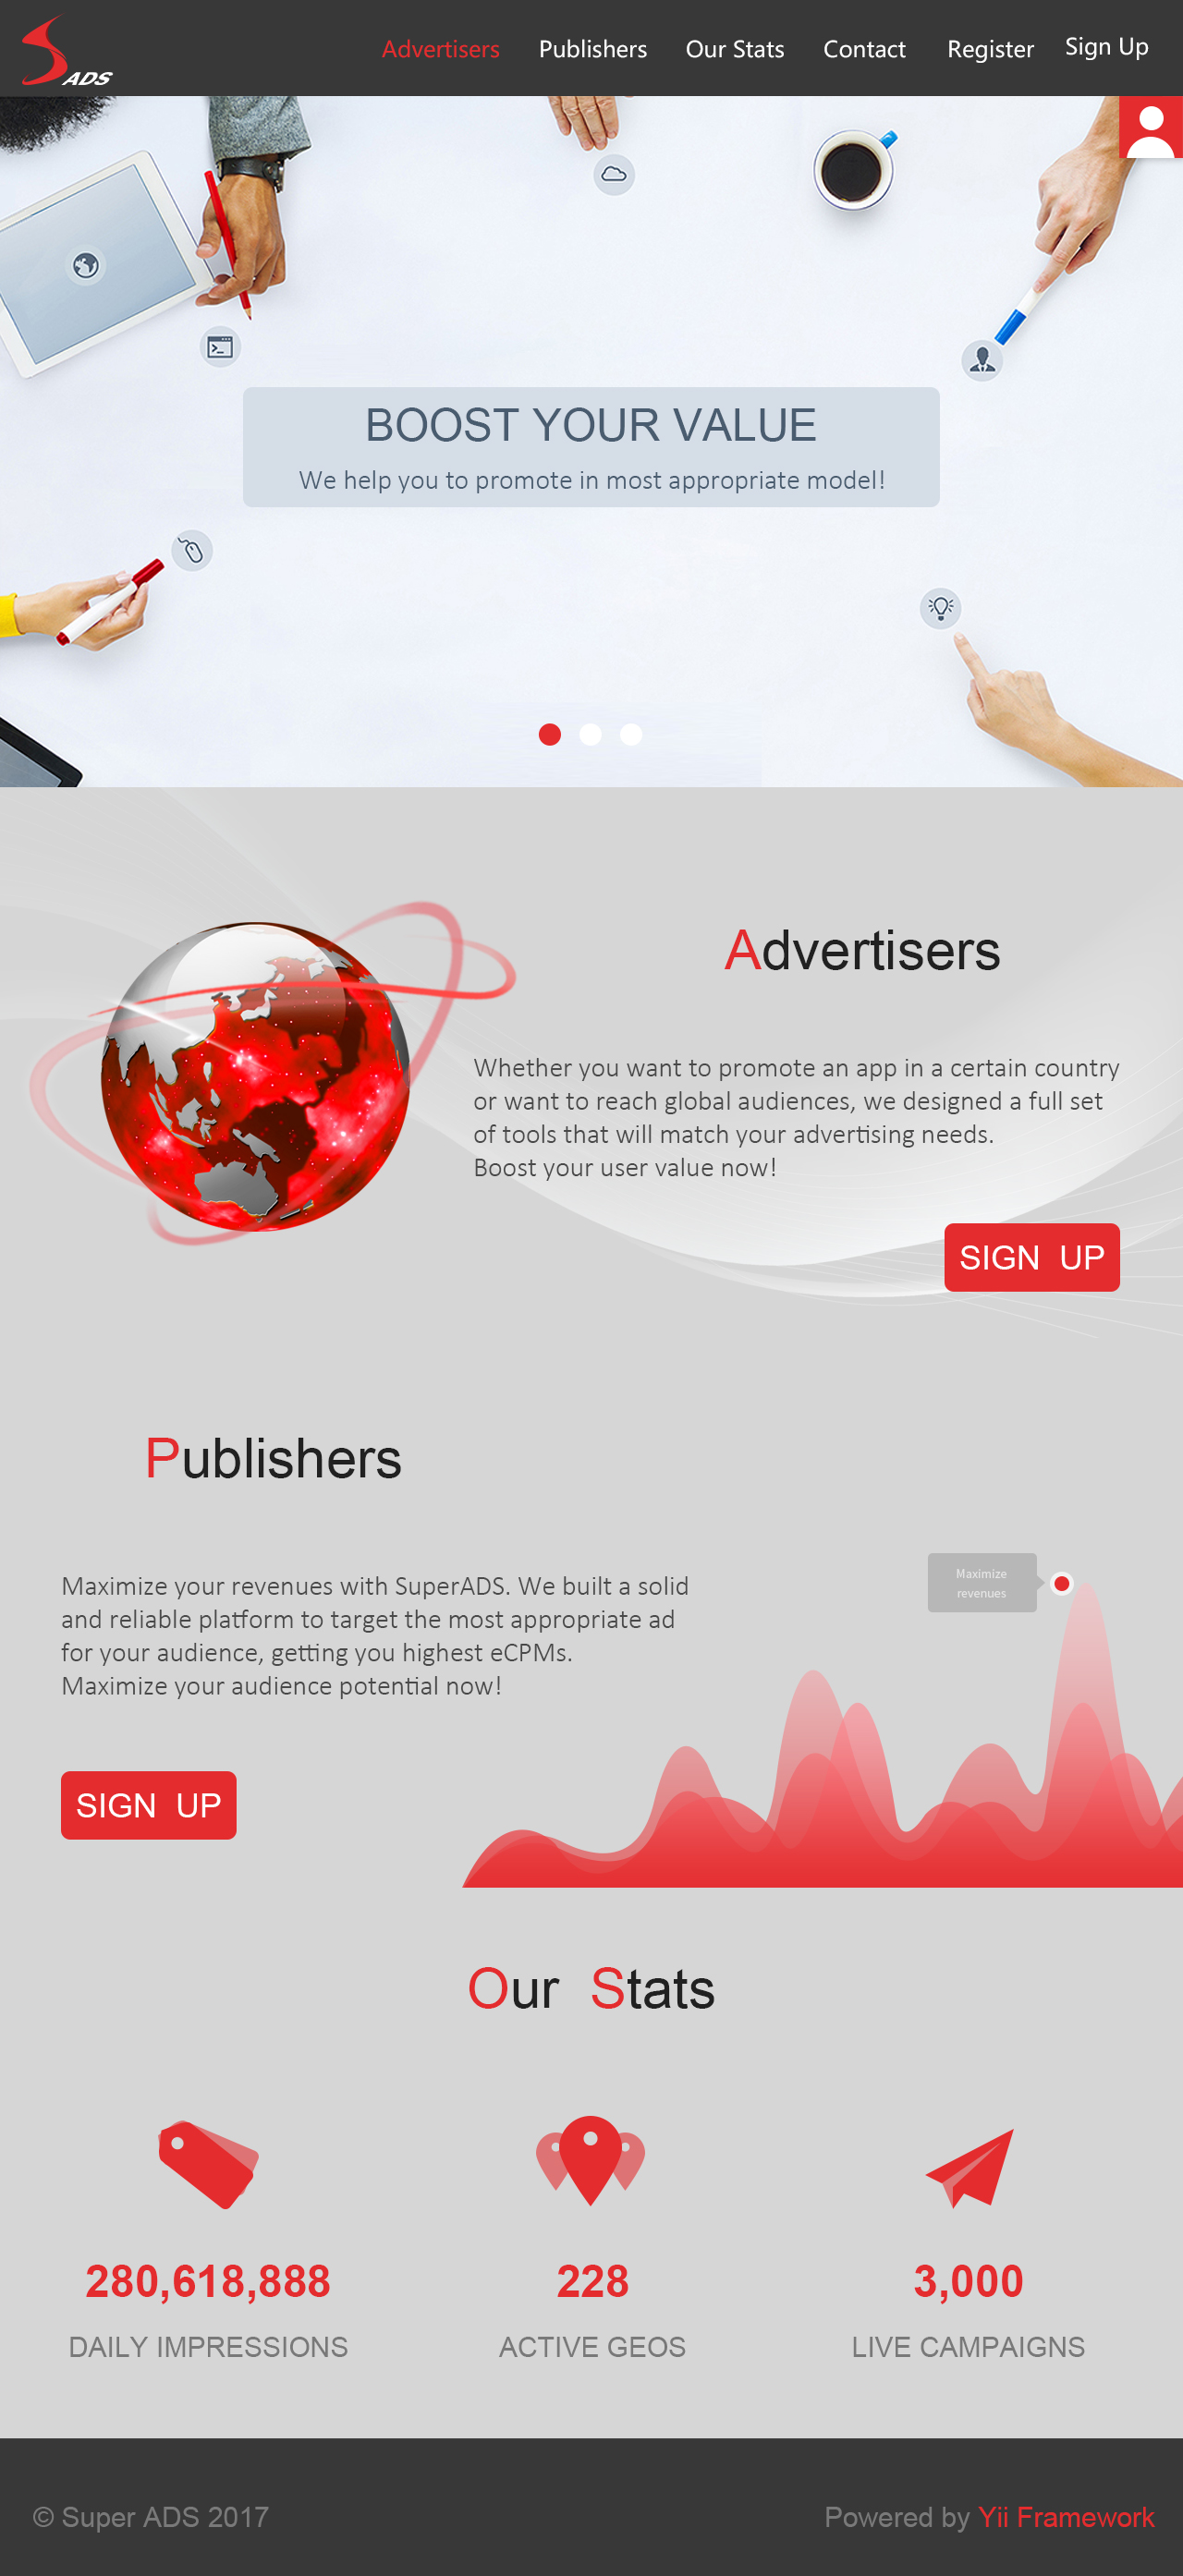 ADS
Advertisers
Publishers
Our Stats
Contact
Register
Sign Up
BOOST YOUR VALUE
We help you to promote in most appropriate model!
Advertisers
Whether you want to promote an app in a certain country
or want to reach global audiences, we designed a full set
of tools that will match your advertising needs.
Boost your user value now!
SIGN UP
Publishers
Maximize your revenues with SuperADS. We built a solid
and reliable platform to target the most appropriate ad
for your audience, getting you highest eCPMs.
Maximize your audience potential now!
SIGN UP
Maximize
revenues
Our Stats
280,618,888
DAILY IMPRESSIONS
228
ACTIVE GEOS
3,000
LIVE CAMPAIGNS
© Super ADS 2017
Powered by Yii Framework